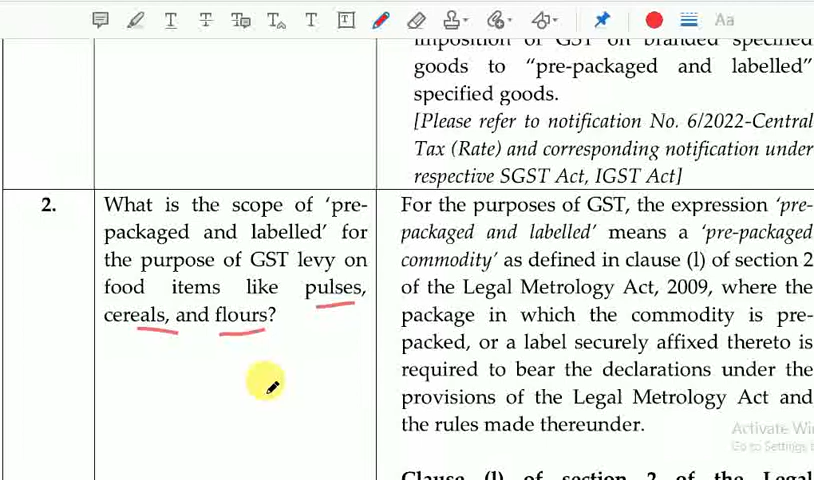 Aa
imposition of GST on branded specified
goods to “pre-packaged and labelled”
specified goods.
[Please refer to notification No. 6/2022-Central
Tax (Rate) and corresponding notification under
respective SGST Act, IGST Act]
2.
What is the scope of ‘pre-
packaged and labelled’ for
the purpose of GST levy on
food items like pulses,
cereals, and flours?
For the purposes of GST, the expression ‘pre-
packaged and labelled’ means a ‘pre-packaged
commodity’ as defined in clause (l) of section 2
of the Legal Metrology Act, 2009, where the
package in which the commodity is pre-
packed, or a label securely affixed thereto is
required to bear the declarations under the
provisions of the Legal Metrology Act and
the rules made thereunder.
Activate Wi
Go to Settings t
Clause (l) of section 2 of the Legal